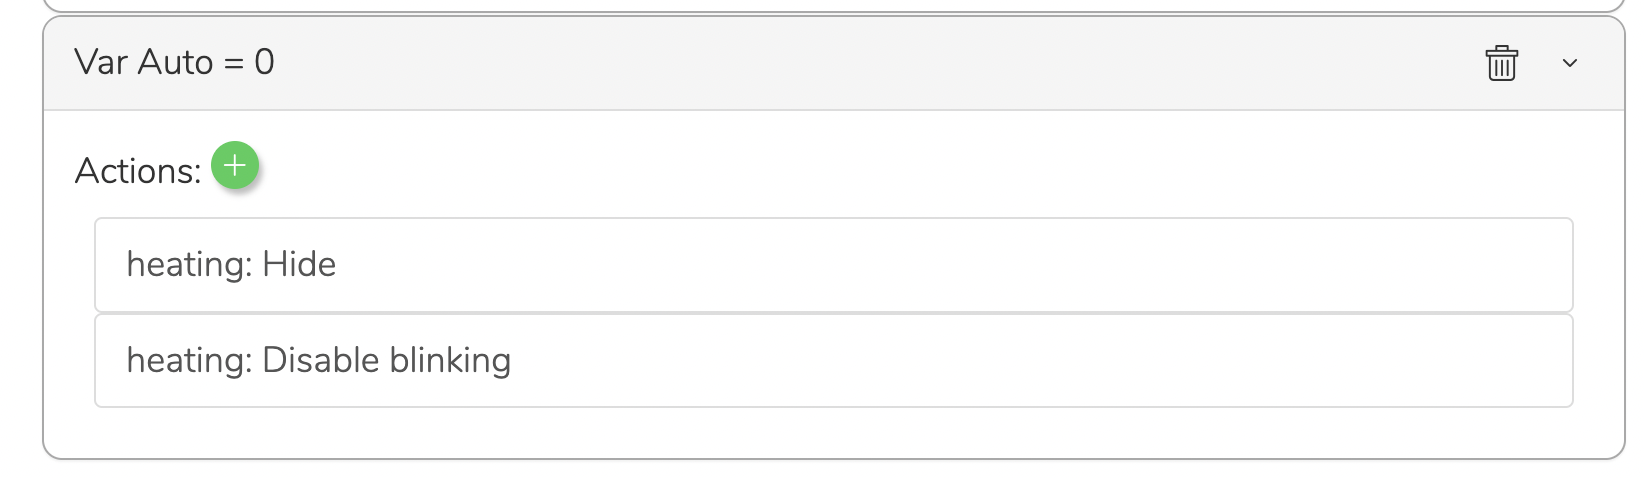 Var Auto = 0
Actions:
heating: Hide
heating: Disable blinking